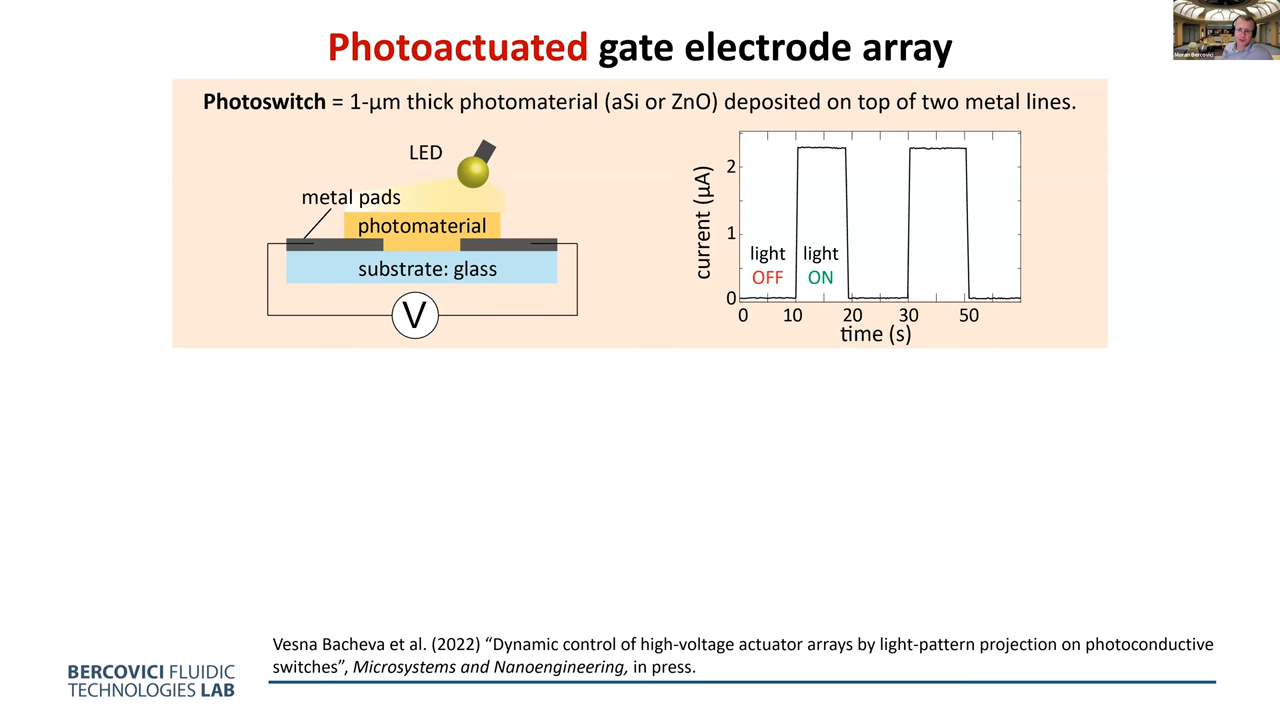 Photoactuated gate electrode array
Moran Bercovici
Photoswitch = 1-µm thick photomaterial (aSi or ZnO) deposited on top of two metal lines.
LED
metal pads
photomaterial
substrate: glass
V
current (µA)
2
1
0
light
OFF
light
ON
0 10 20 30 50
time (s)
Vesna Bacheva et al. (2022) “Dynamic control of high-voltage actuator arrays by light-pattern projection on photoconductive
switches”, Microsystems and Nanoengineering, in press.
BERCOVICI FLUIDIC
TECHNOLOGIES LAB